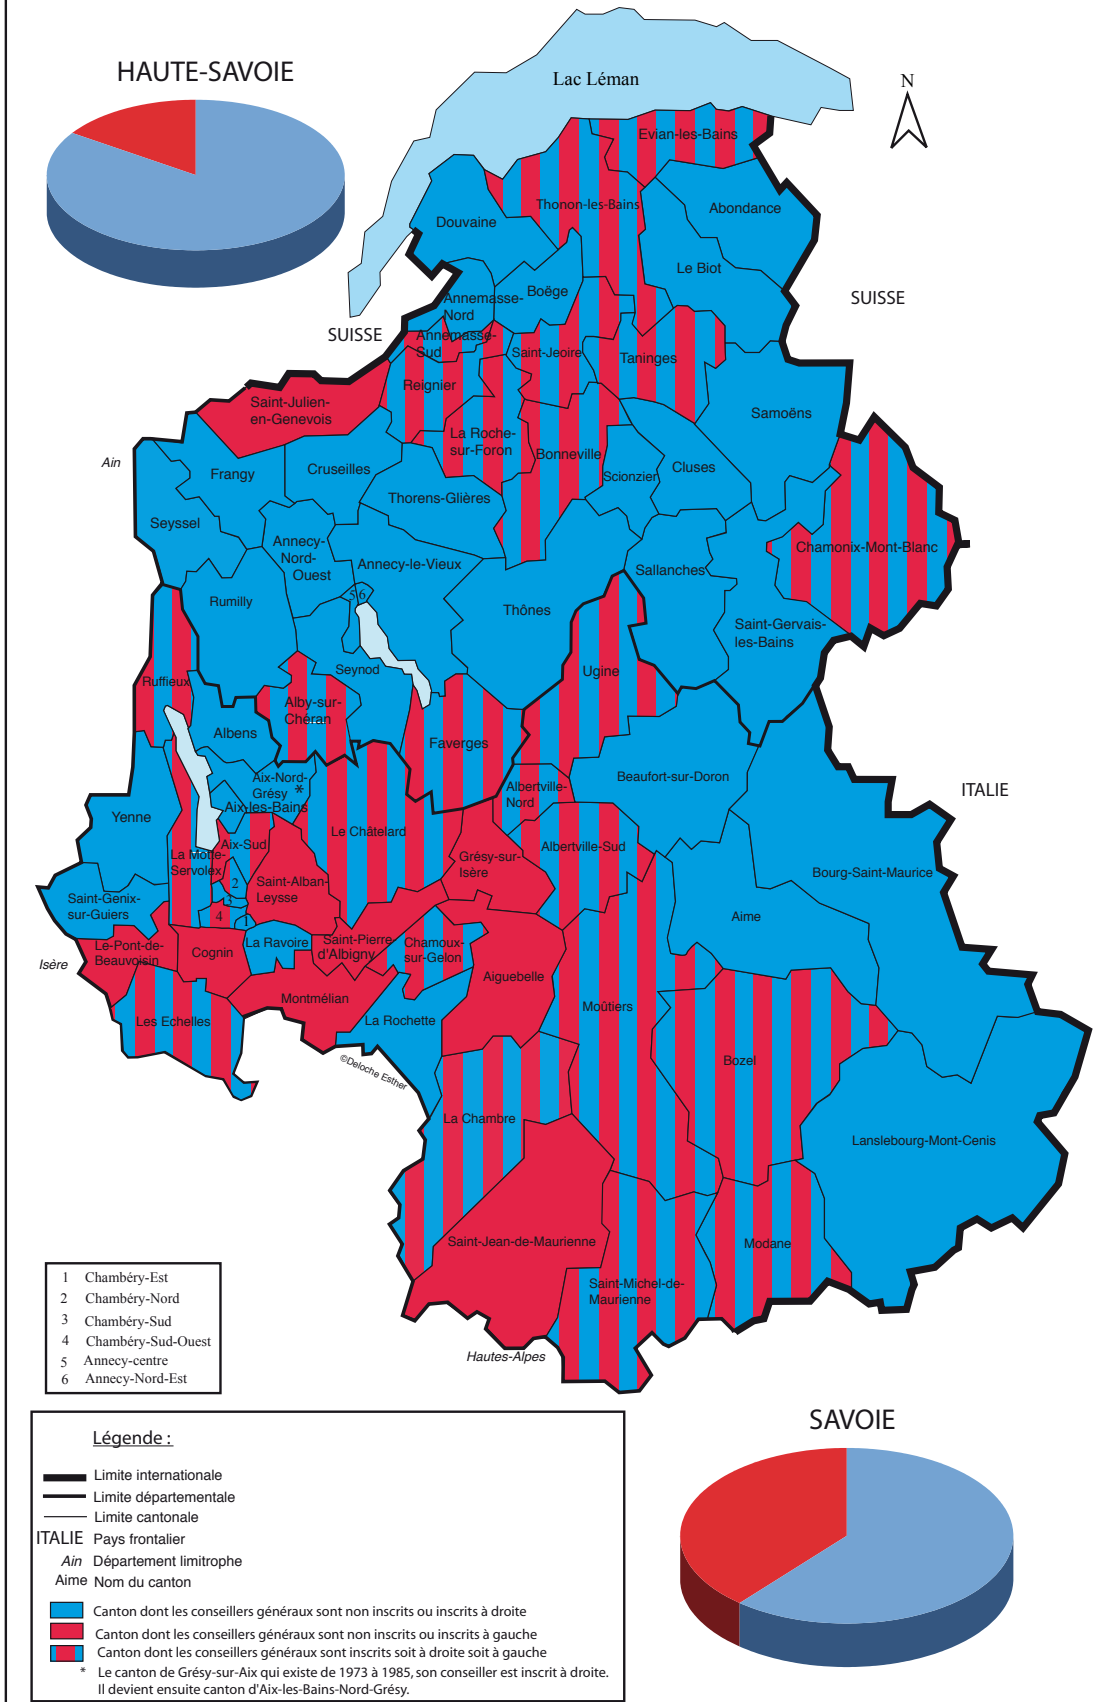 HAUTE-SAVOIE
Lac Léman
N
Evian-les-Bains
Thonon-les-Bains
Abondance
Douvaine
Le Biot
Boëge
Annemasse-
Nord
SUISSE
SUISSE
Annemasse-
Sud
Saint-Jeoire
Taninges
Reignier
Saint-Julien-
en-Genevois
Samoëns
La Roche-
sur-Foron
Bonneville
Ain
Frangy
Cruseilles
Scionzier
Cluses
Thorens-Glières
Seyssel
Annecy-
Nord-
Ouest
Annecy-le-Vieux
Chamonix-Mont-Blanc
Sallanches
5
6
Rumilly
Thônes
Saint-Gervais-
les-Bains
Seynod
Ugine
Ruffieux
Alby-sur-
Chéran
Albens
Faverges
Aix-Nord-
Grésy
*
Beaufort-sur-Doron
ITALIE
Albertville-
Nord
Aix-les-Bains
Yenne
Le Châtelard
Aix-Sud
Albertville-Sud
La Motte-
Servolex
Grésy-sur-
Isère
Bourg-Saint-Maurice
2
Saint-Alban-
Leysse
Saint-Genix-
sur-Guiers
3
4
1
Aime
Le-Pont-de-
Beauvoisin
Cognin
La Ravoire
Saint-Pierre-
d'Albigny
Chamoux-
sur-Gelon
Isère
Aiguebelle
Montmélian
Moûtiers
Les Echelles
La Rochette
©Deloche Esther
Bozel
La Chambre
Lanslebourg-Mont-Cenis
Saint-Jean-de-Maurienne
Modane
Saint-Michel-de-
Maurienne
Hautes-Alpes
1 Chambéry-Est
2 Chambéry-Nord
3 Chambéry-Sud
4 Chambéry-Sud-Ouest
5 Annecy-centre
6 Annecy-Nord-Est
SAVOIE
Légende :
Limite internationale
Limite départementale
Limite cantonale
ITALIE Pays frontalier
Ain Département limitrophe
Aime Nom du canton
Canton dont les conseillers généraux sont non inscrits ou inscrits à droite
Canton dont les conseillers généraux sont non inscrits ou inscrits à gauche
Canton dont les conseillers généraux sont inscrits soit à droite soit à gauche
* Le canton de Grésy-sur-Aix qui existe de 1973 à 1985, son conseiller est inscrit à droite.
Il devient ensuite canton d'Aix-les-Bains-Nord-Grésy.